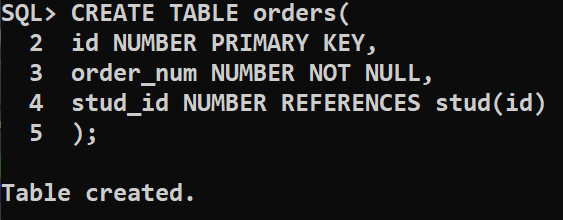 SQL> CREATE TABLE orders(
  2  id NUMBER PRIMARY KEY,
  3  order_num NUMBER NOT NULL,
  4  stud_id NUMBER REFERENCES stud(id)
  5  );

Table created.